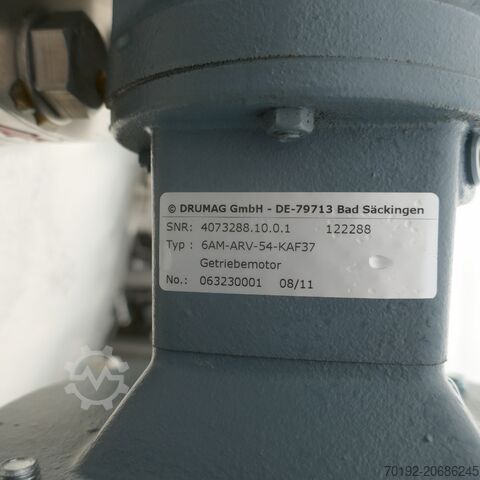 © DRUMAG GmbH - DE-79713 Bad Säckingen
SNR: 4073288.10.0.1 122288
Typ : 6AM-ARV-54-KAF37
Getriebemotor
No.: 063230001 08/11
70192-20686245